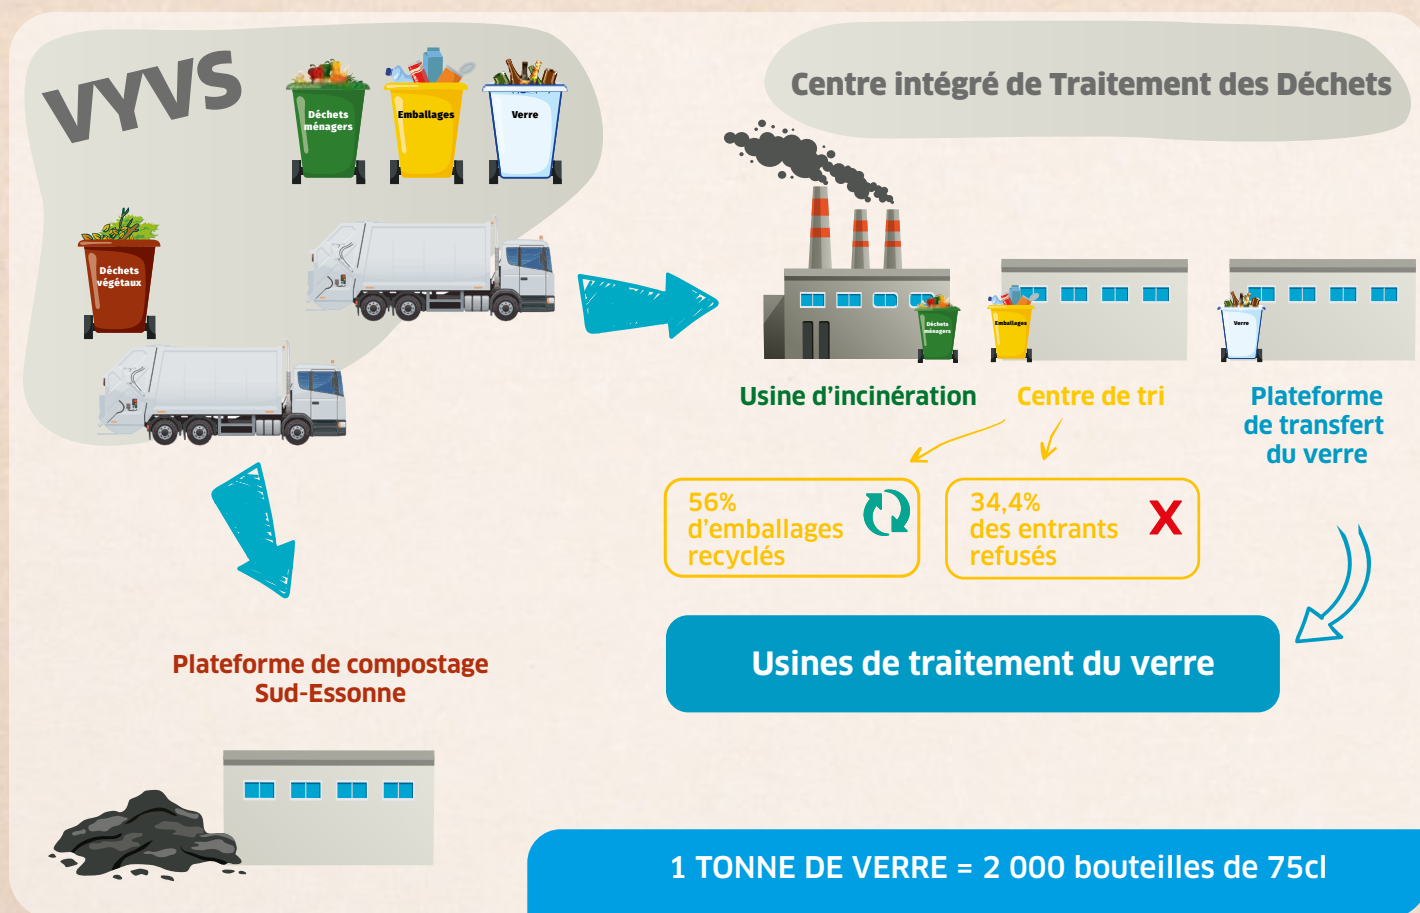 VYVS
Déchets
ménagers
Emballages
Verre
Déchets
végétaux
Centre intégré de Traitement des Déchets
Déchets
ménagers
Emballages
Verre
Usine d'incinération
Centre de tri
Plateforme
de transfert
du verre
56%
d'emballages
recyclés
34,4%
des entrants
refusés
X
Usines de traitement du verre
Plateforme de compostage
Sud-Essonne
1 TONNE DE VERRE = 2 000 bouteilles de 75cl